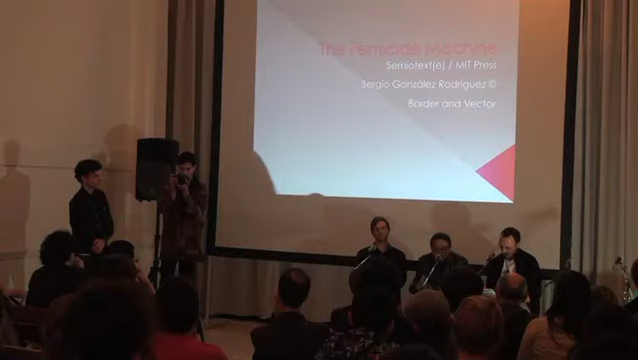 The Femicide Machine
Semiotext(e) / MIT Press
Sergio González Rodríguez ©
Border and Vector